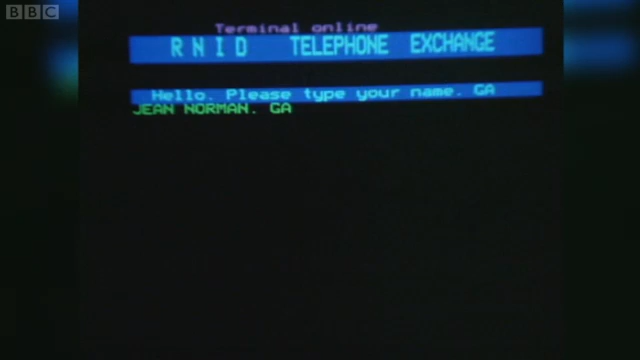 BBC
Terminal online
RNID TELEPHONE EXCHANGE
Hello. Please type your name. GA
JEAN NORMAN. GA